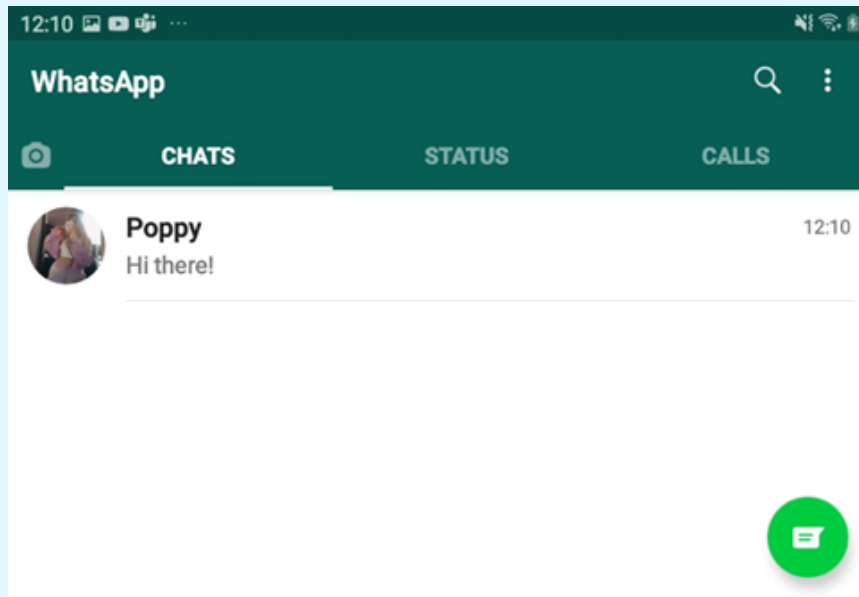 12:10
WhatsApp
CHATS STATUS CALLS
Poppy 12:10
Hi there!